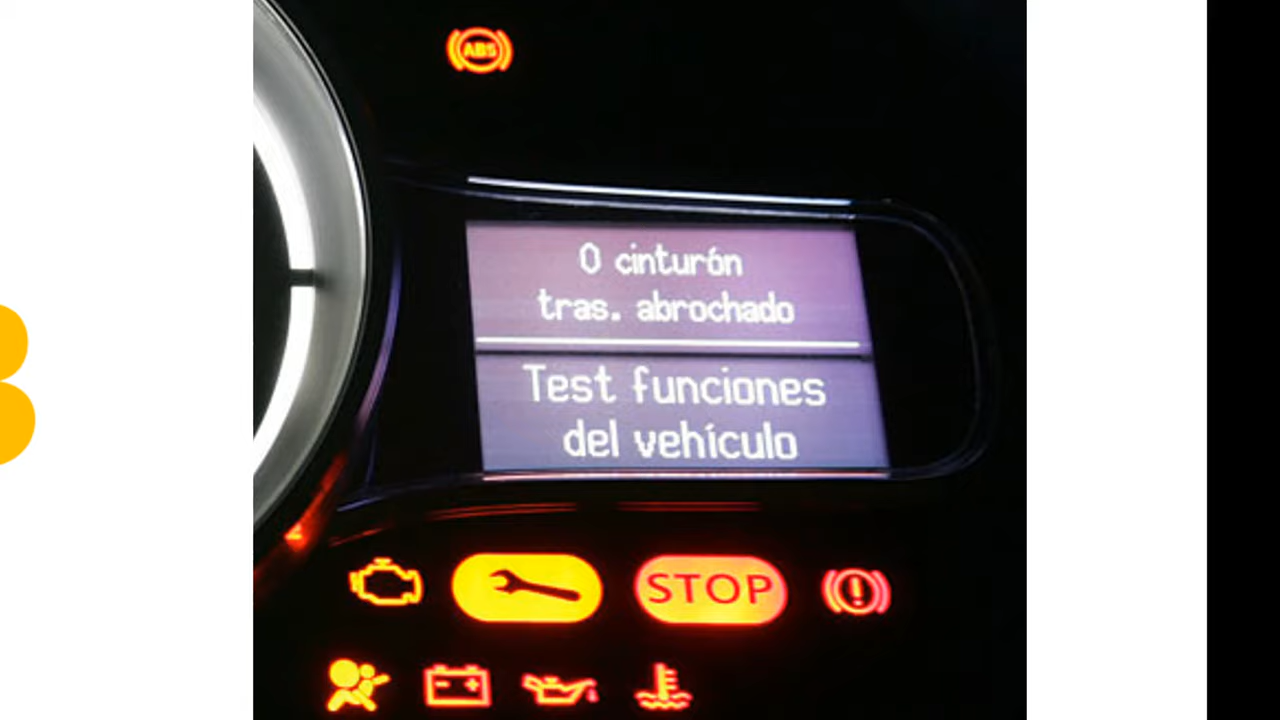 ABS
0 cinturón
tras. abrochado
Test funciones
del vehículo
STOP